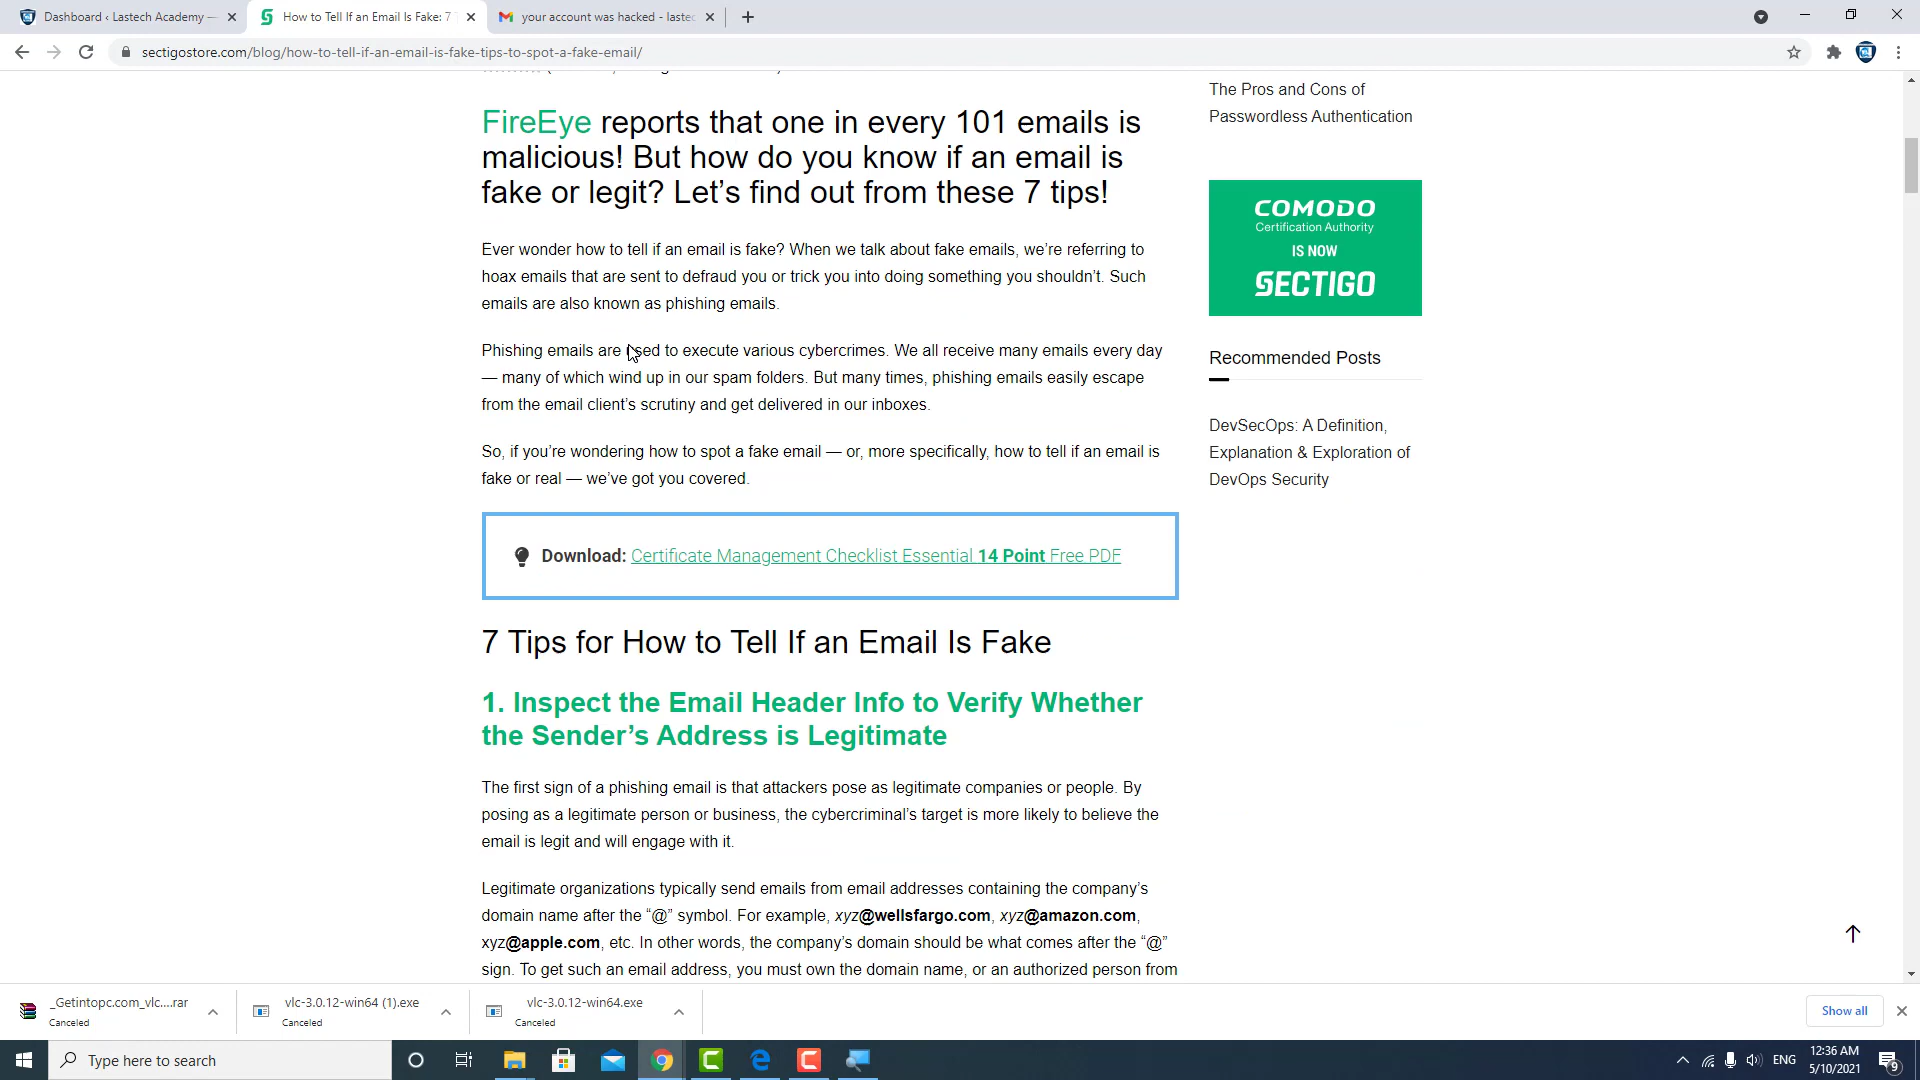 Dashboard ‹ Lastech Academy —
How to Tell If an Email Is Fake: 7
your account was hacked - lastec
sectigostore.com/blog/how-to-tell-if-an-email-is-fake-tips-to-spot-a-fake-email/
FireEye reports that one in every 101 emails is
malicious! But how do you know if an email is
fake or legit? Let’s find out from these 7 tips!
Ever wonder how to tell if an email is fake? When we talk about fake emails, we’re referring to
hoax emails that are sent to defraud you or trick you into doing something you shouldn’t. Such
emails are also known as phishing emails.
Phishing emails are used to execute various cybercrimes. We all receive many emails every day
— many of which wind up in our spam folders. But many times, phishing emails easily escape
from the email client’s scrutiny and get delivered in our inboxes.
So, if you’re wondering how to spot a fake email — or, more specifically, how to tell if an email is
fake or real — we’ve got you covered.
Download: Certificate Management Checklist Essential 14 Point Free PDF
7 Tips for How to Tell If an Email Is Fake
1. Inspect the Email Header Info to Verify Whether
the Sender’s Address is Legitimate
The first sign of a phishing email is that attackers pose as legitimate companies or people. By
posing as a legitimate person or business, the cybercriminal’s target is more likely to believe the
email is legit and will engage with it.
Legitimate organizations typically send emails from email addresses containing the company’s
domain name after the “@” symbol. For example, xyz@wellsfargo.com, xyz@amazon.com,
xyz@apple.com, etc. In other words, the company’s domain should be what comes after the “@”
sign. To get such an email address, you must own the domain name, or an authorized person from
The Pros and Cons of
Passwordless Authentication
COMODO
Certification Authority
IS NOW
SECTIGO
Recommended Posts
DevSecOps: A Definition,
Explanation & Exploration of
DevOps Security
_Getintopc.com_vlc....rar
Canceled
vlc-3.0.12-win64 (1).exe
Canceled
vlc-3.0.12-win64.exe
Canceled
Show all
Type here to search
ENG
12:36 AM
5/10/2021
9